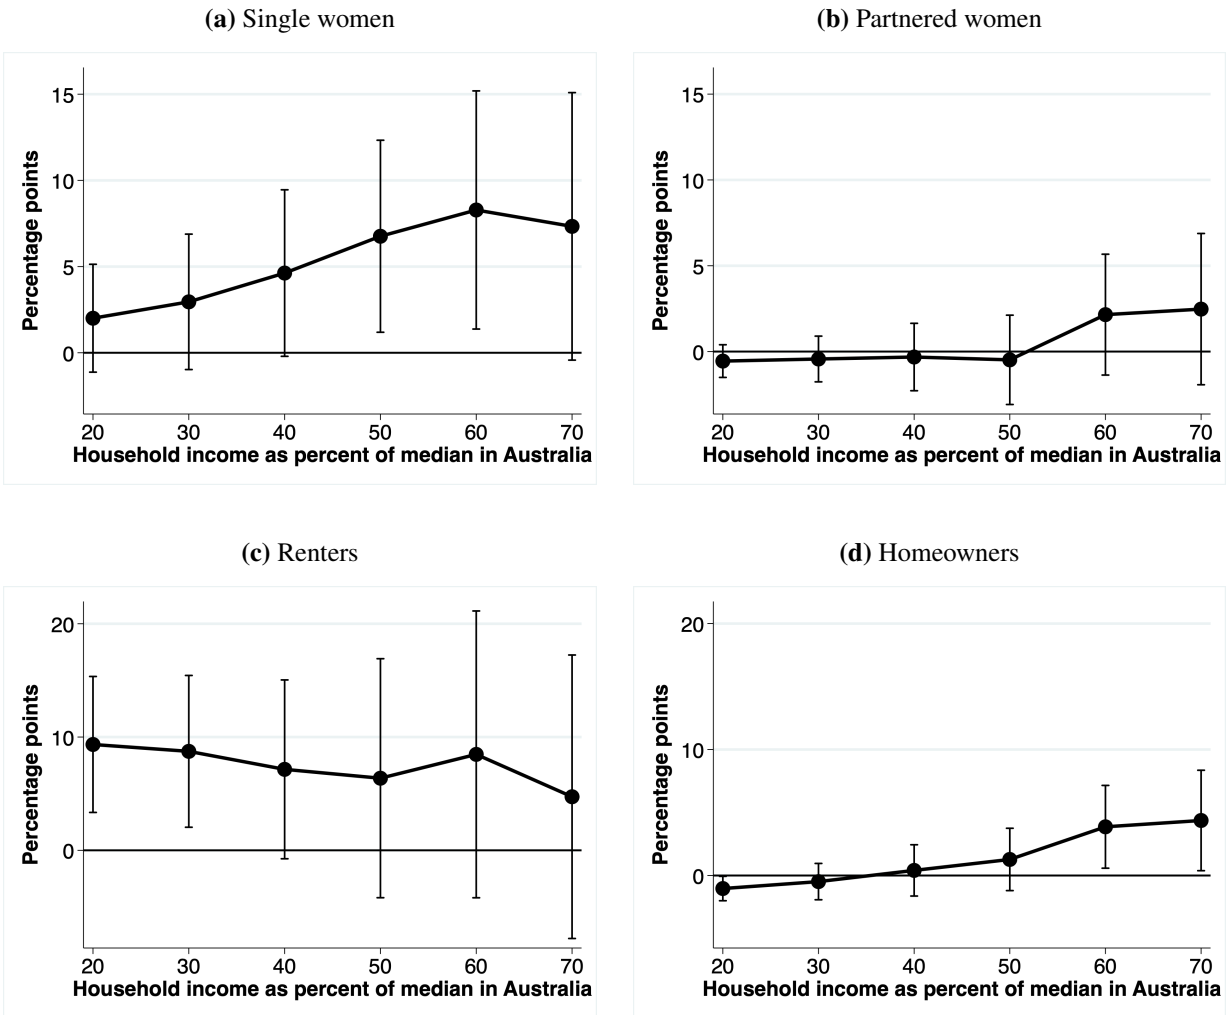 (a) Single women
Percentage points
15
10
5
0
20 30 40 50 60 70
Household income as percent of median in Australia
(b) Partnered women
Percentage points
15
10
5
0
20 30 40 50 60 70
Household income as percent of median in Australia
(c) Renters
Percentage points
20
10
0
20 30 40 50 60 70
Household income as percent of median in Australia
(d) Homeowners
Percentage points
20
10
0
20 30 40 50 60 70
Household income as percent of median in Australia